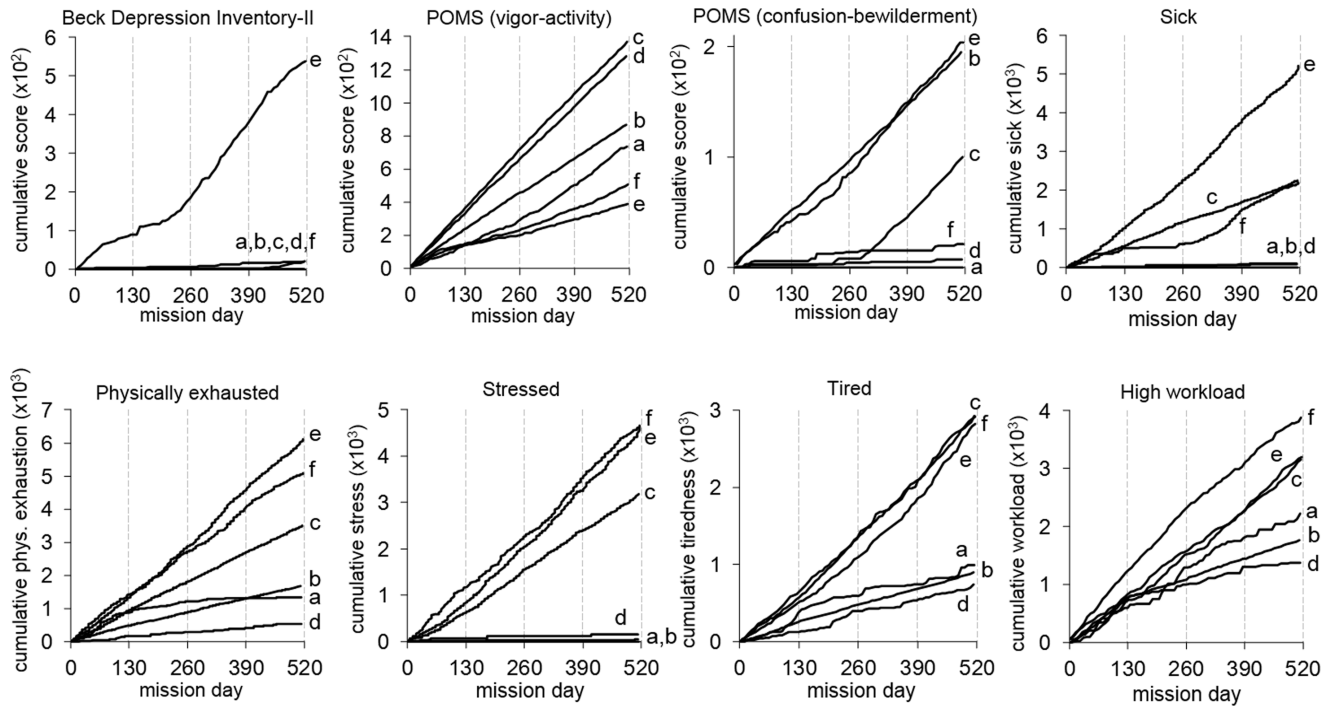 Beck Depression Inventory-II
cumulative score (x10²)
6
5
4
3
2
1
0
e
a,b,c,d,f
0 130 260 390 520
mission day
POMS (vigor-activity)
cumulative score (x10²)
14
12
10
8
6
4
2
0
c
d
b
a
f
e
0 130 260 390 520
mission day
POMS (confusion-bewilderment)
cumulative score (x10²)
2
1
0
e
b
c
f
d
a
0 130 260 390 520
mission day
Sick
cumulative sick (x10³)
6
5
4
3
2
1
0
e
c
f
a,b,d
0 130 260 390 520
mission day
Physically exhausted
cumulative phys. exhaustion (x10³)
7
6
5
4
3
2
1
0
e
f
c
b
a
d
0 130 260 390 520
mission day
Stressed
cumulative stress (x10³)
5
4
3
2
1
0
f
e
c
d
a,b
0 130 260 390 520
mission day
Tired
cumulative tiredness (x10³)
3
2
1
0
c
f
e
a
b
d
0 130 260 390 520
mission day
High workload
cumulative workload (x10³)
4
3
2
1
0
f
e
c
a
b
d
0 130 260 390 520
mission day